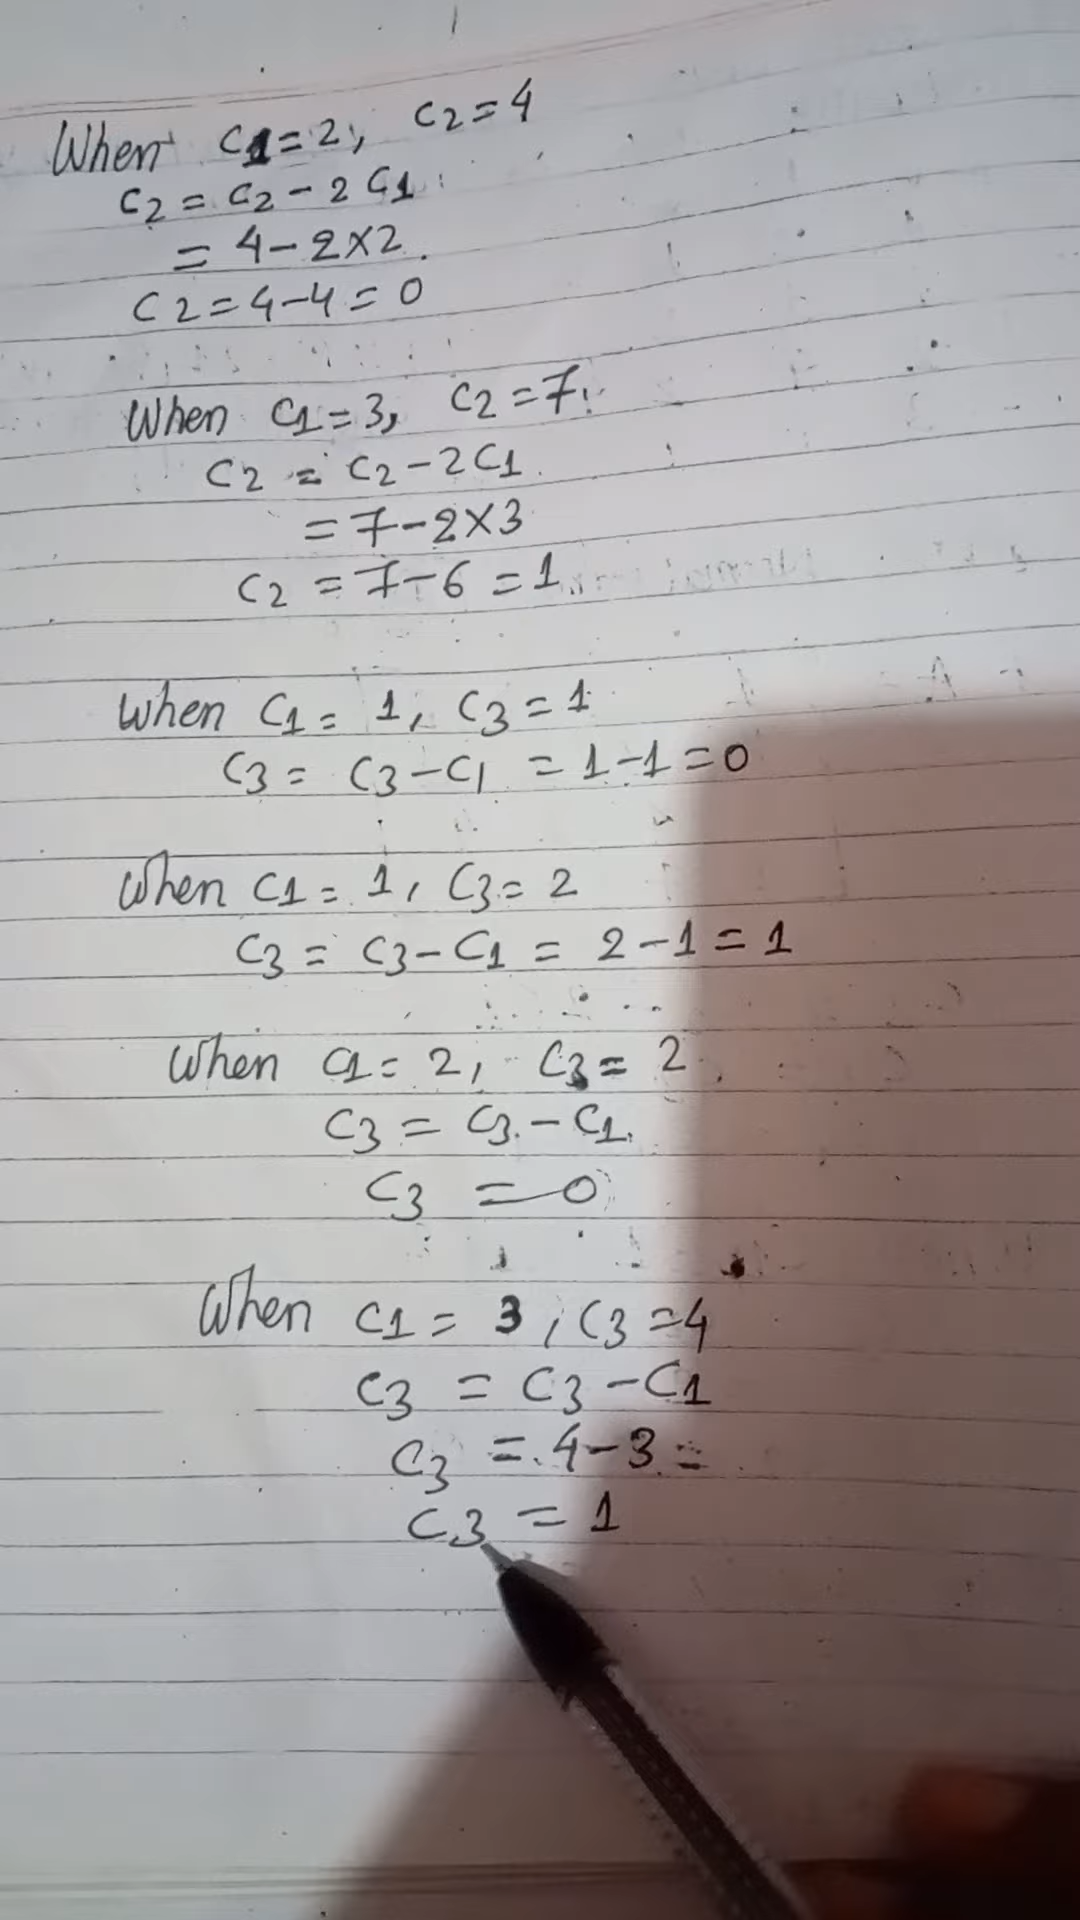 When C1 = 2, C2 = 4
C2 = C2 - 2C1
= 4 - 2×2
C2 = 4 - 4 = 0
When C1 = 3, C2 = 7
C2 = C2 - 2C1
= 7 - 2×3
C2 = 7 - 6 = 1
When C1 = 1, C3 = 1
C3 = C3 - C1 = 1 - 1 = 0
When C1 = 1, C3 = 2
C3 = C3 - C1 = 2 - 1 = 1
When C1 = 2, C3 = 2
C3 = C3 - C1
C3 = 0
When C1 = 3, C3 = 4
C3 = C3 - C1
C3 = 4 - 3 =
C3 = 1